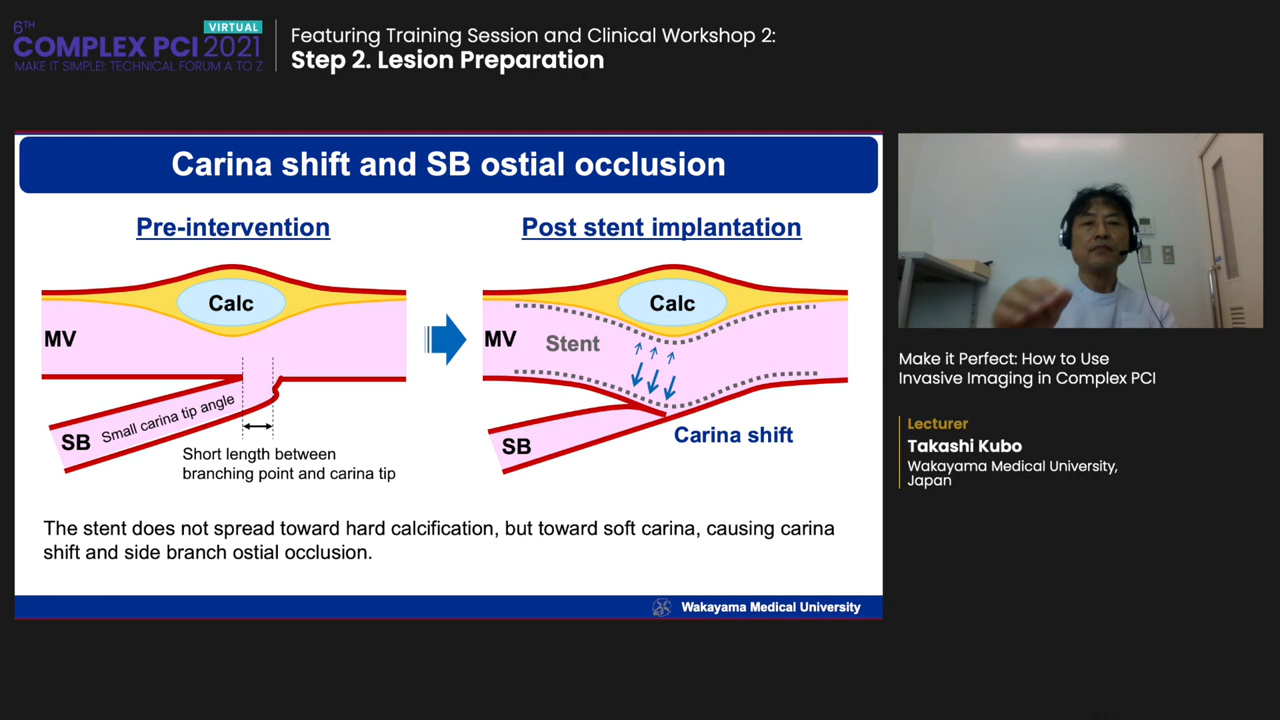 6TH
VIRTUAL
COMPLEX PCI 2021
MAKE IT SIMPLE!: TECHNICAL FORUM A TO Z
Featuring Training Session and Clinical Workshop 2:
Step 2. Lesion Preparation
Carina shift and SB ostial occlusion
Pre-intervention
Calc
MV
Small carina tip angle
SB
Short length between
branching point and carina tip
Post stent implantation
Calc
MV
Stent
Carina shift
SB
The stent does not spread toward hard calcification, but toward soft carina, causing carina
shift and side branch ostial occlusion.
Wakayama Medical University
Make it Perfect: How to Use
Invasive Imaging in Complex PCI
Lecturer
Takashi Kubo
Wakayama Medical University,
Japan